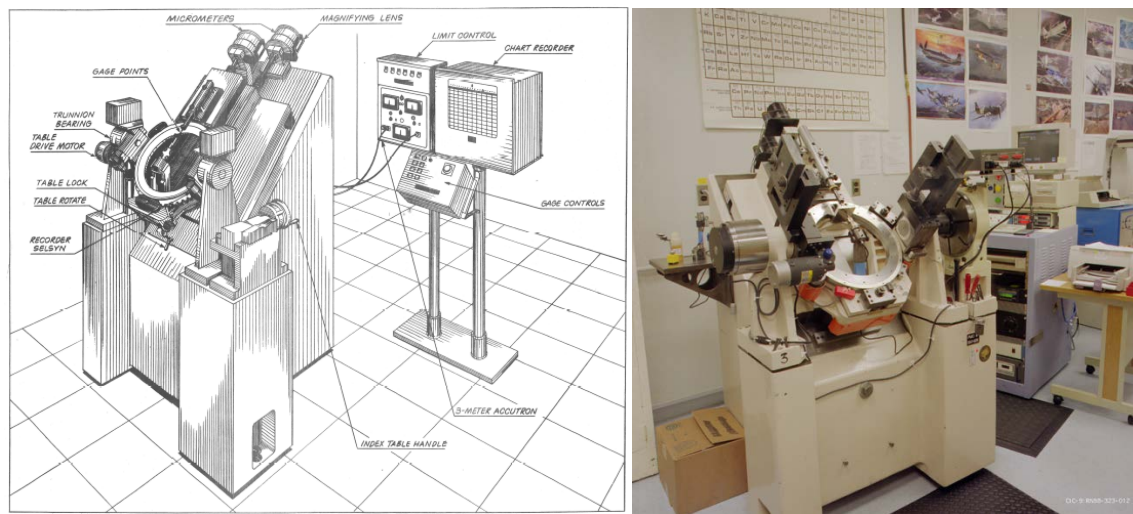 MICROMETERS
MAGNIFYING LENS
LIMIT CONTROL
CHART RECORDER
GAGE POINTS
TRUNNION
BEARING
TABLE
DRIVE MOTOR
TABLE LOCK
TABLE ROTATE
GAGE CONTROLS
RECORDER
SELSYN
3-METER ACCUTRON
INDEX TABLE HANDLE
3